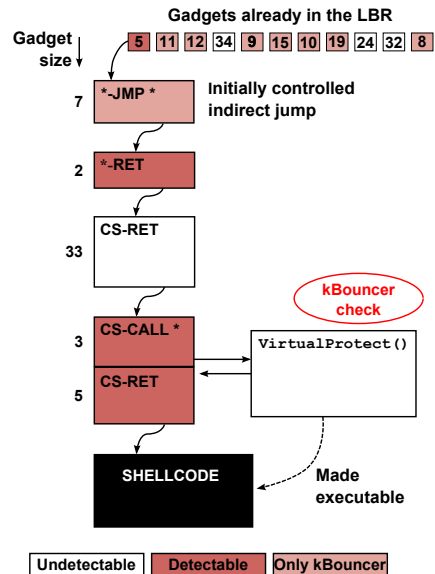 Gadgets already in the LBR
Gadget
size
5 11 12 34 9 15 10 19 24 32 8
7
*-JMP *
Initially controlled
indirect jump
2
*-RET
33
CS-RET
kBouncer
check
3
CS-CALL *
VirtualProtect()
5
CS-RET
SHELLCODE
Made
executable
Undetectable Detectable Only kBouncer